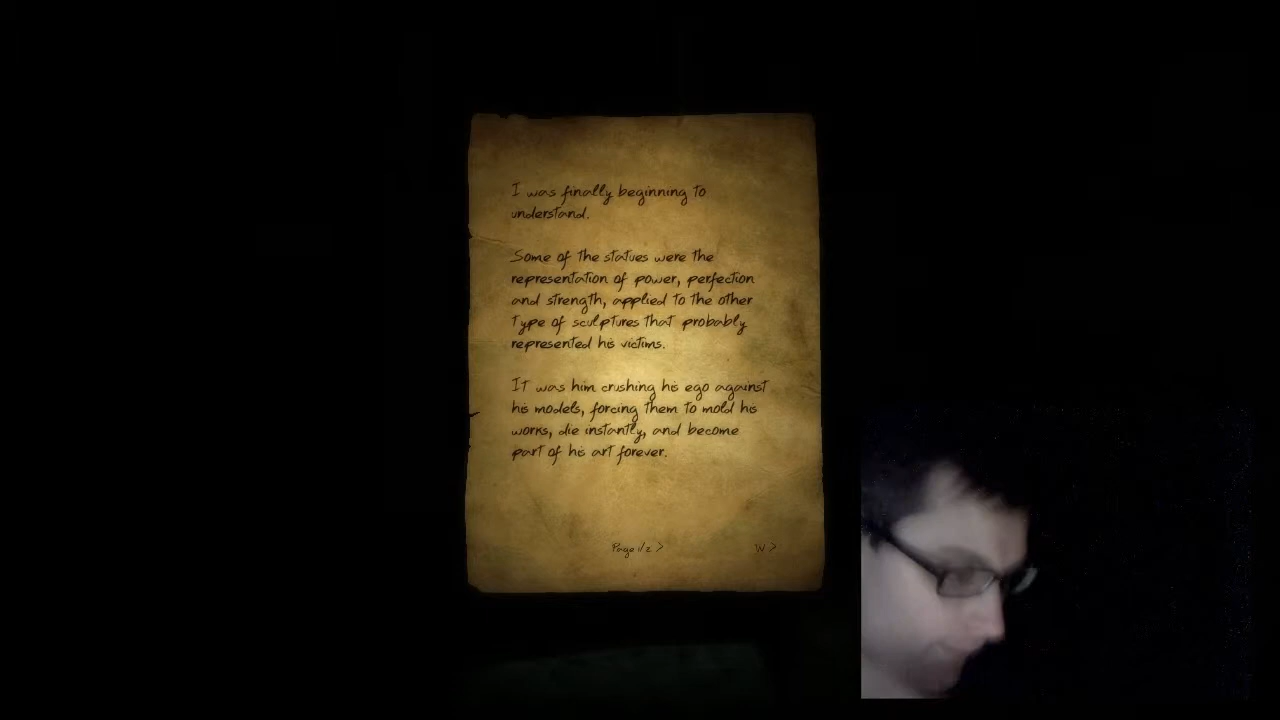 I was finally beginning to
understand.
Some of the statues were the
representation of power, perfection
and strength, applied to the other
type of sculptures that probably
represented his victims.
It was him crushing his ego against
his models, forcing them to mold his
works, die instantly, and become
part of his art forever.
Page 1/2 >
W >